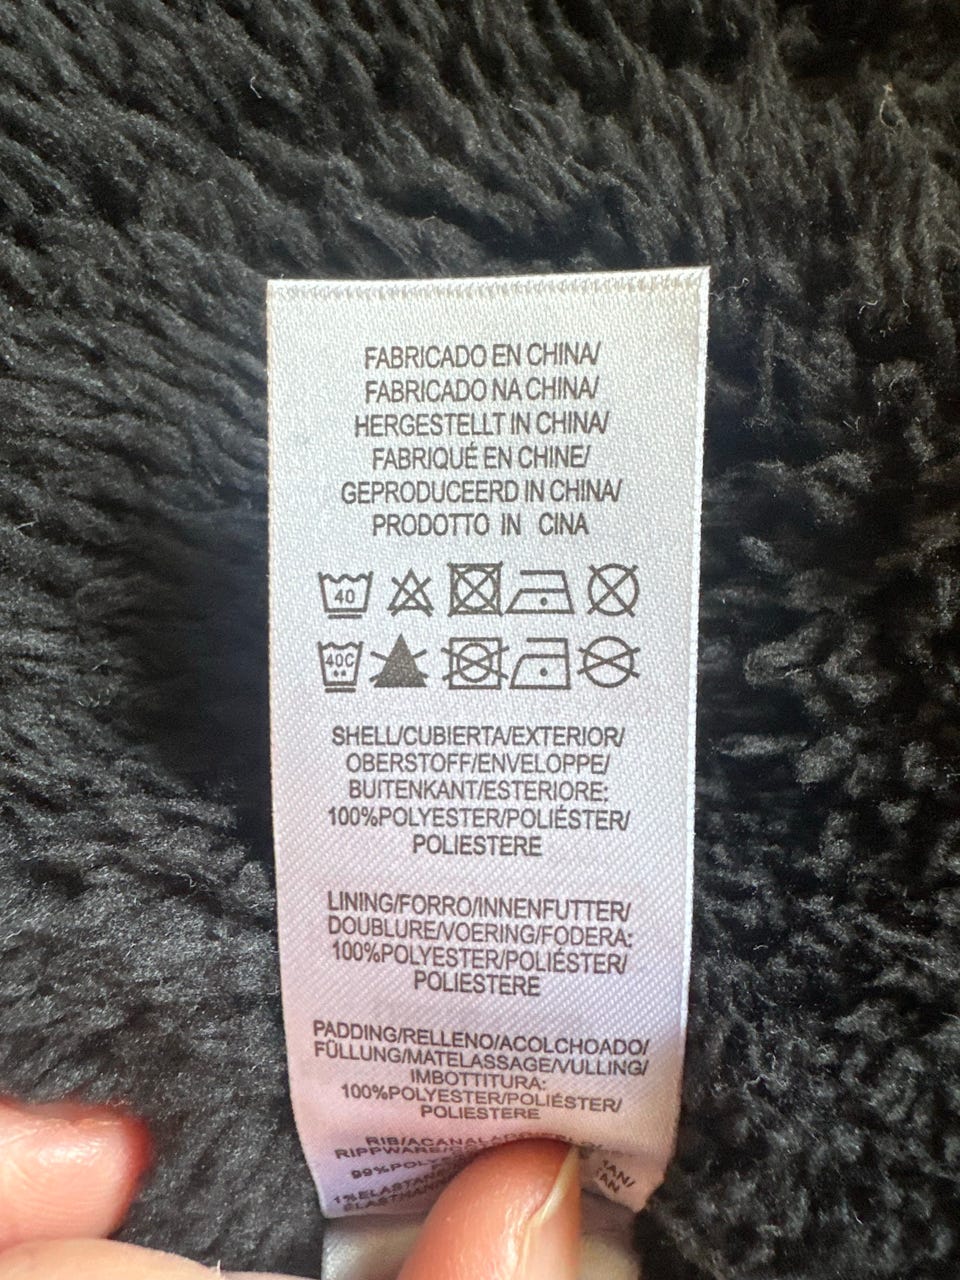 FABRICADO EN CHINA/
FABRICADO NA CHINA/
HERGESTELLT IN CHINA/
FABRIQUÉ EN CHINE/
GEPRODUCEERD IN CHINA/
PRODOTTO IN CINA
40
40C
SHELL/CUBIERTA/EXTERIOR/
OBERSTOFF/ENVELOPPE/
BUITENKANT/ESTERIORE:
100%POLYESTER/POLIÉSTER/
POLIESTERE
LINING/FORRO/INNENFUTTER/
DOUBLURE/VOERING/FODERA:
100%POLYESTER/POLIÉSTER/
POLIESTERE
PADDING/RELLENO/ACOLCHOADO/
FÜLLUNG/MATELASSAGE/VULLING/
IMBOTTITURA:
100%POLYESTER/POLIÉSTER/
POLIESTERE